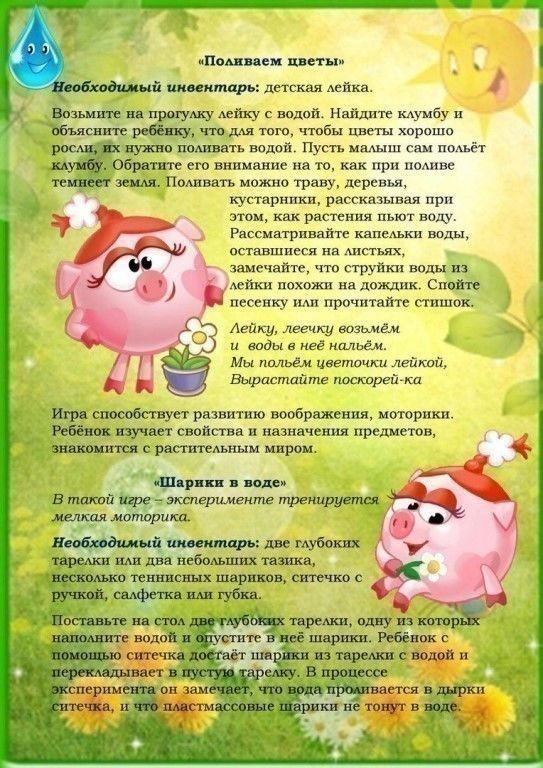 «Поливаем цветы»
Необходимый инвентарь: детская лейка.
Возьмите на прогулку лейку с водой. Найдите клумбу и
объясните ребёнку, что для того, чтобы цветы хорошо
росли, их нужно поливать водой. Пусть малыш сам польёт
клумбу. Обратите его внимание на то, как при поливе
темнеет земля. Поливать можно траву, деревья,
кустарники, рассказывая при
этом, как растения пьют воду.
Рассматривайте капельки воды,
оставшиеся на листьях,
замечайте, что струйки воды из
лейки похожи на дождик. Спойте
песенку или прочитайте стишок.
Лейку, леечку возьмём
и воды в неё нальём.
Мы польём цветочки лейкой,
Вырастайте поскорей-ка
Игра способствует развитию воображения, моторики.
Ребёнок изучает свойства и назначения предметов,
знакомится с растительным миром.
«Шарики в воде»
В такой игре – эксперименте тренируется
мелкая моторика.
Необходимый инвентарь: две глубоких
тарелки или два небольших тазика,
несколько теннисных шариков, ситечко с
ручкой, салфетка или губка.
Поставьте на стол две глубоких тарелки, одну из которых
наполните водой и опустите в неё шарики. Ребёнок с
помощью ситечка достаёт шарики из тарелки с водой и
перекладывает в пустую тарелку. В процессе
эксперимента он замечает, что вода проливается в дырки
ситечка, и что пластмассовые шарики не тонут в воде.